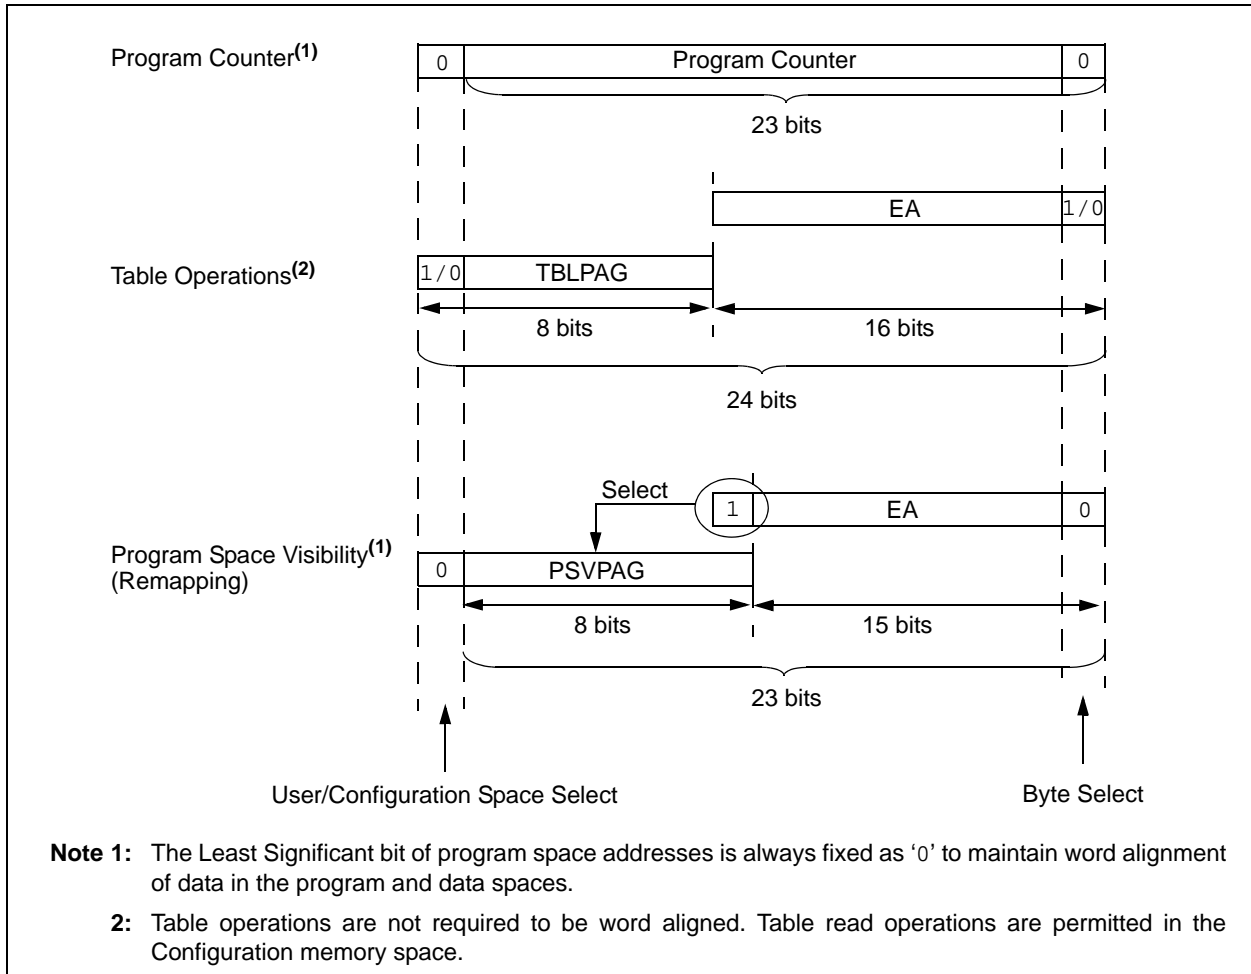 Program Counter(1)
0
Program Counter
0
23 bits
EA
1/0
Table Operations(2)
1/0
TBLPAG
8 bits
16 bits
24 bits
Select
1
EA
0
Program Space Visibility(1)
(Remapping)
0
PSVPAG
8 bits
15 bits
23 bits
User/Configuration Space Select
Byte Select
Note 1: The Least Significant bit of program space addresses is always fixed as ‘0’ to maintain word alignment
of data in the program and data spaces.
2: Table operations are not required to be word aligned. Table read operations are permitted in the
Configuration memory space.